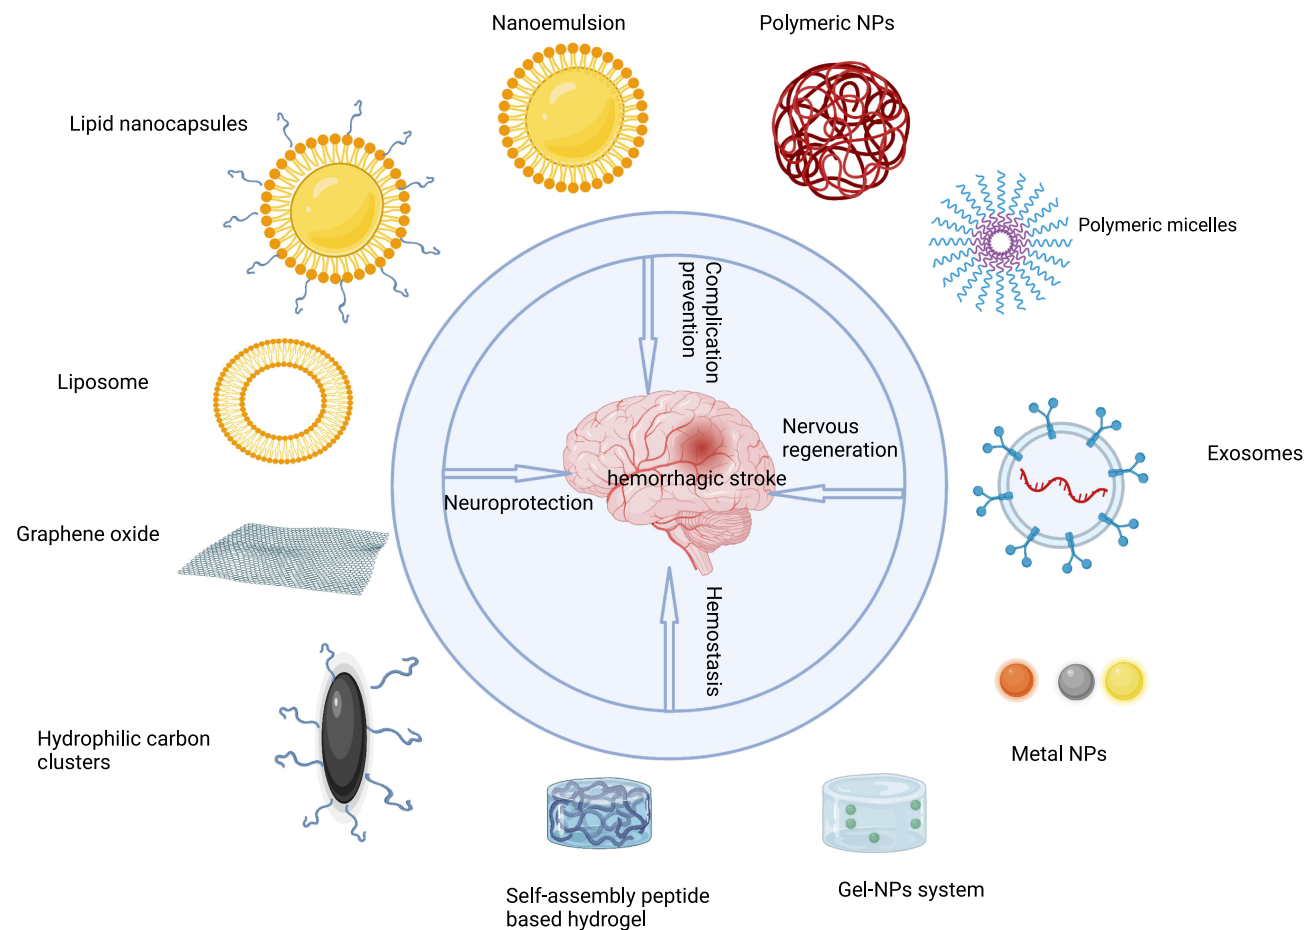 Nanoemulsion
Polymeric NPs
Lipid nanocapsules
Polymeric micelles
Complication
prevention
Liposome
Nervous
regeneration
Exosomes
hemorrhagic stroke
Neuroprotection
Graphene oxide
Hemostasis
Hydrophilic carbon
clusters
Metal NPs
Self-assembly peptide
based hydrogel
Gel-NPs system